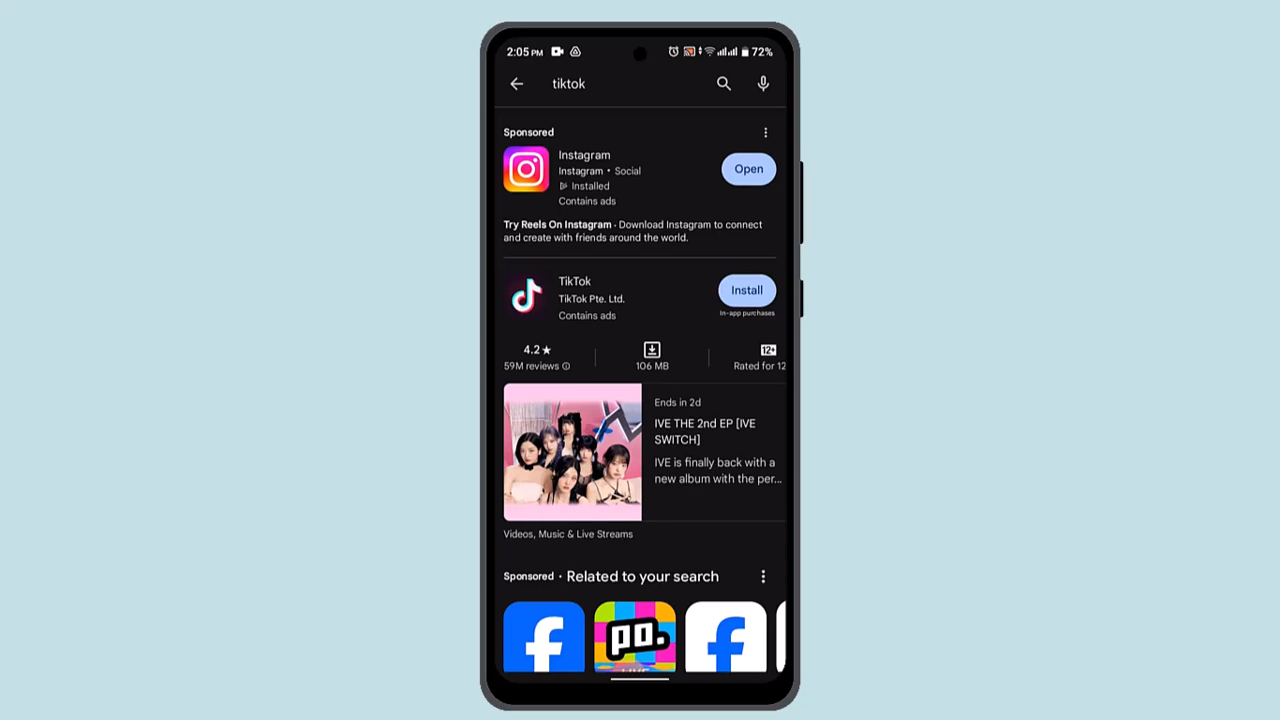 2:05 PM
72%
tiktok
Sponsored
Instagram
Instagram • Social
Installed
Contains ads
Open
Try Reels On Instagram - Download Instagram to connect
and create with friends around the world.
TikTok
TikTok Pte. Ltd.
Contains ads
Install
In-app purchases
4.2★
59M reviews
106 MB
12+
Rated for 12
Ends in 2d
IVE THE 2nd EP [IVE
SWITCH]
IVE is finally back with a
new album with the per...
Videos, Music & Live Streams
Sponsored · Related to your search
po.
LIVE